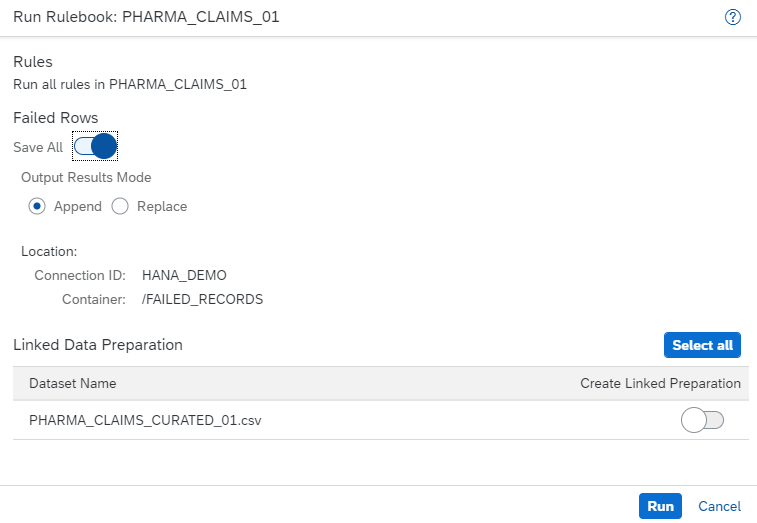 Run Rulebook: PHARMA_CLAIMS_01 ?
Rules
Run all rules in PHARMA_CLAIMS_01
Failed Rows
Save All
Output Results Mode
Append Replace
Location:
Connection ID: HANA_DEMO
Container: /FAILED_RECORDS
Linked Data Preparation Select all
Dataset Name Create Linked Preparation
PHARMA_CLAIMS_CURATED_01.csv
Run Cancel